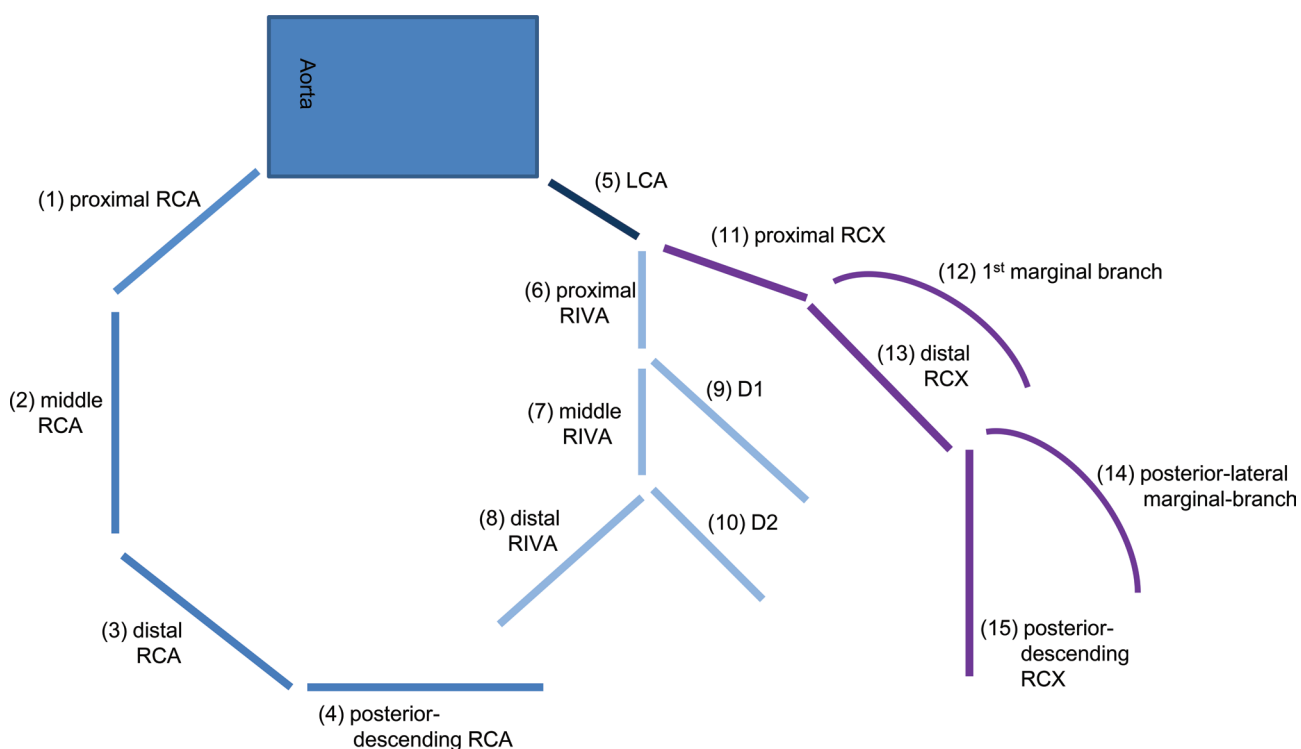 Aorta
(1) proximal RCA
(2) middle
RCA
(3) distal
RCA
(4) posterior-
descending RCA
(5) LCA
(6) proximal
RIVA
(7) middle
RIVA
(8) distal
RIVA
(9) D1
(10) D2
(11) proximal RCX
(12) 1st marginal branch
(13) distal
RCX
(14) posterior-lateral
marginal-branch
(15) posterior-
descending
RCX